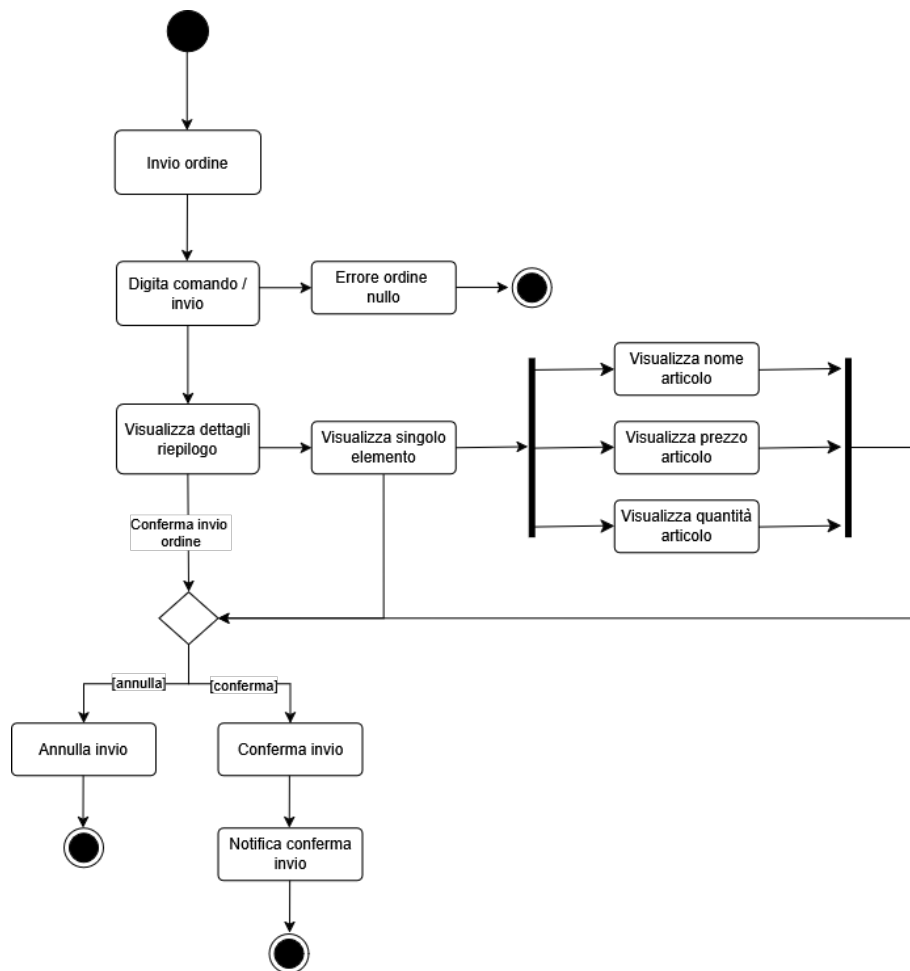 Invio ordine
Digita comando /
invio
Errore ordine
nullo
Visualizza dettagli
riepilogo
Visualizza singolo
elemento
Visualizza nome
articolo
Visualizza prezzo
articolo
Visualizza quantità
articolo
Conferma invio
ordine
[annulla]
[conferma]
Annulla invio
Conferma invio
Notifica conferma
invio